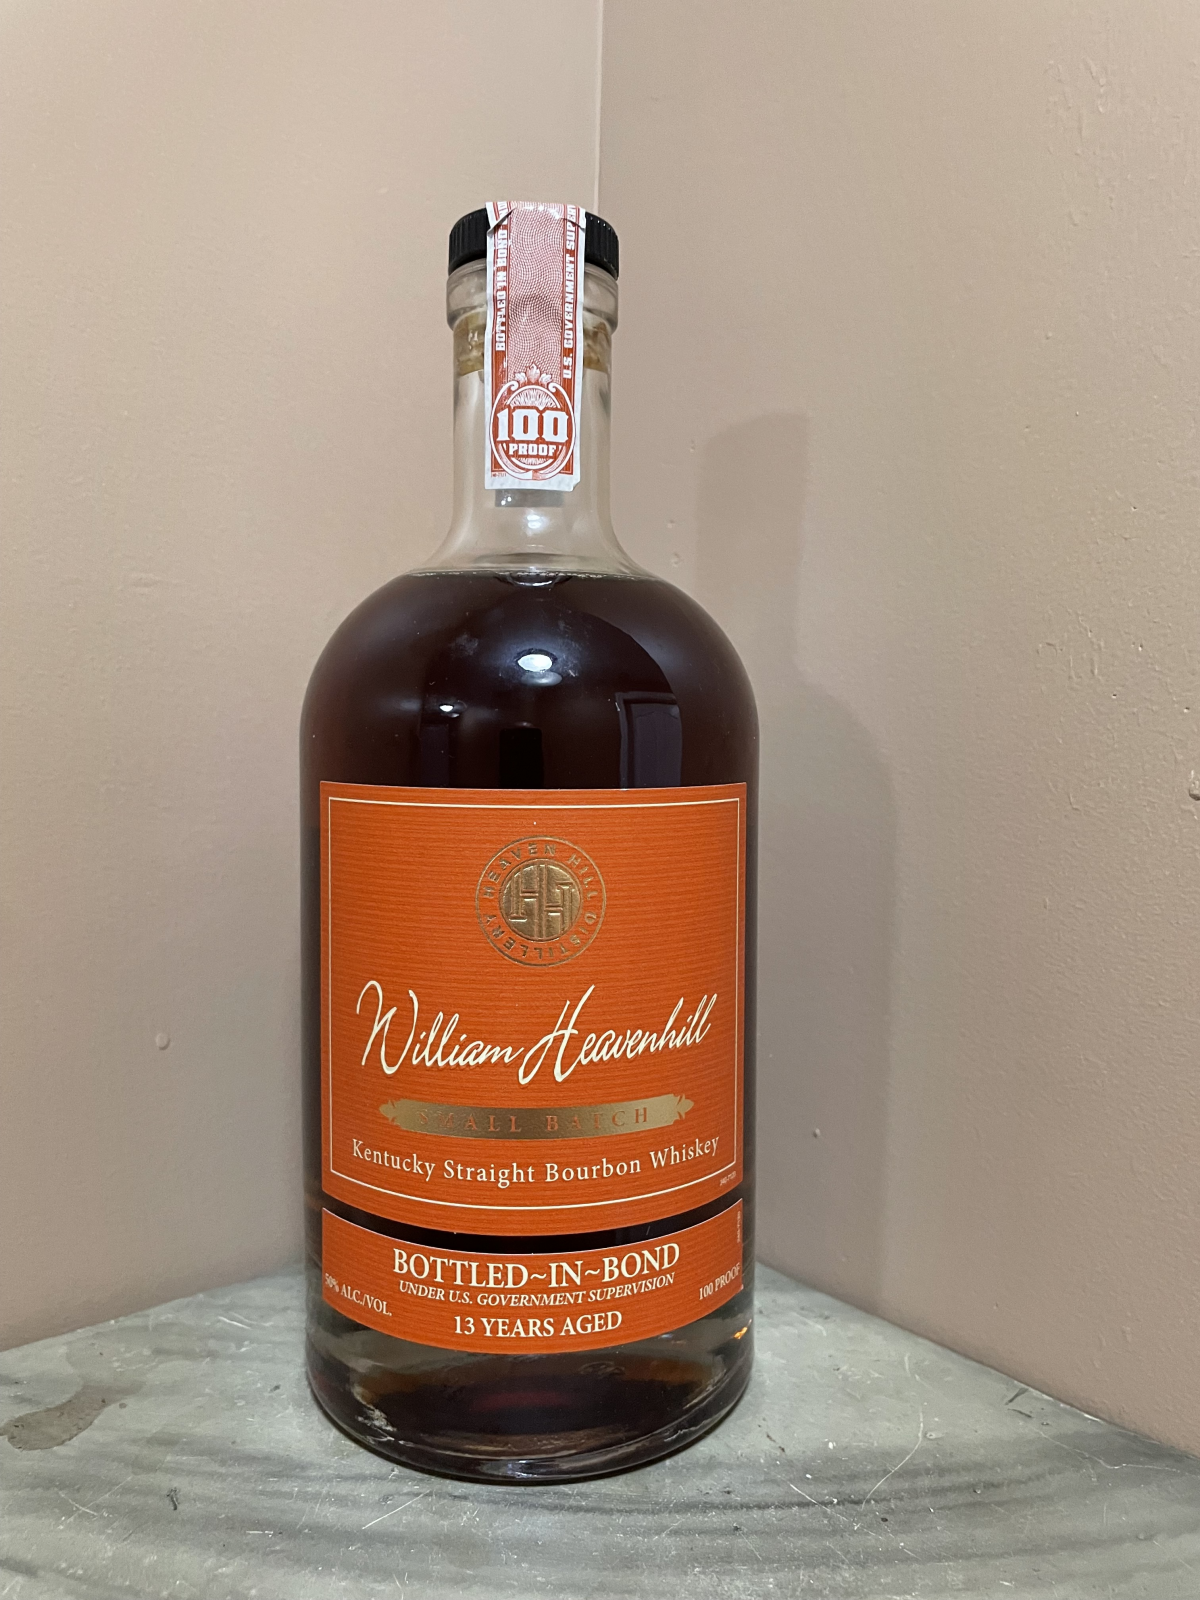 BOTTLED IN BOND
U.S. GOVERNMENT SUPER
100
PROOF
HEAVEN HILL DISTILLERY
HH
William Heavenhill
SMALL BATCH
Kentucky Straight Bourbon Whiskey
BOTTLED~IN~BOND
UNDER U.S. GOVERNMENT SUPERVISION
50% ALC./VOL.
100 PROOF
13 YEARS AGED